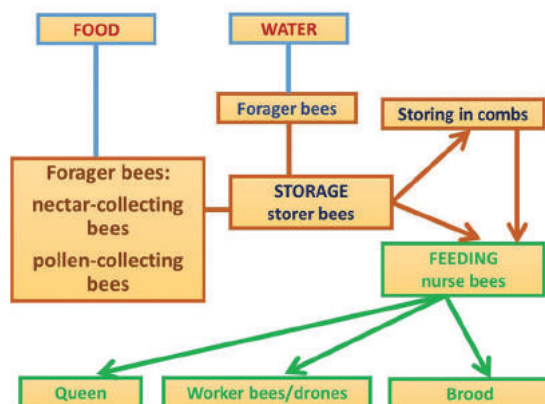 FOOD
WATER
Forager bees
Storing in combs
Forager bees:
nectar-collecting
bees
pollen-collecting
bees
STORAGE
storer bees
FEEDING
nurse bees
Queen
Worker bees/drones
Brood